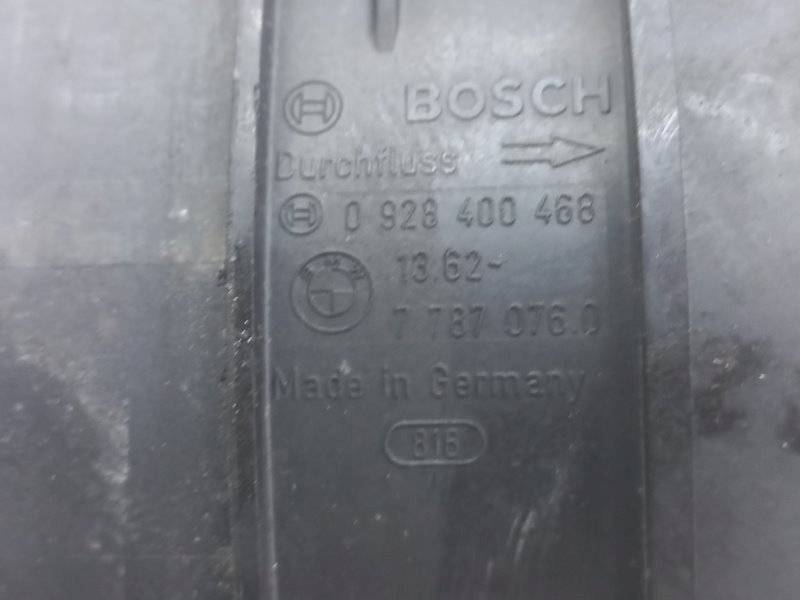 BOSCH
Durchfluss
0 928 400 468
13.62-
7 787 076.0
Made in Germany
816